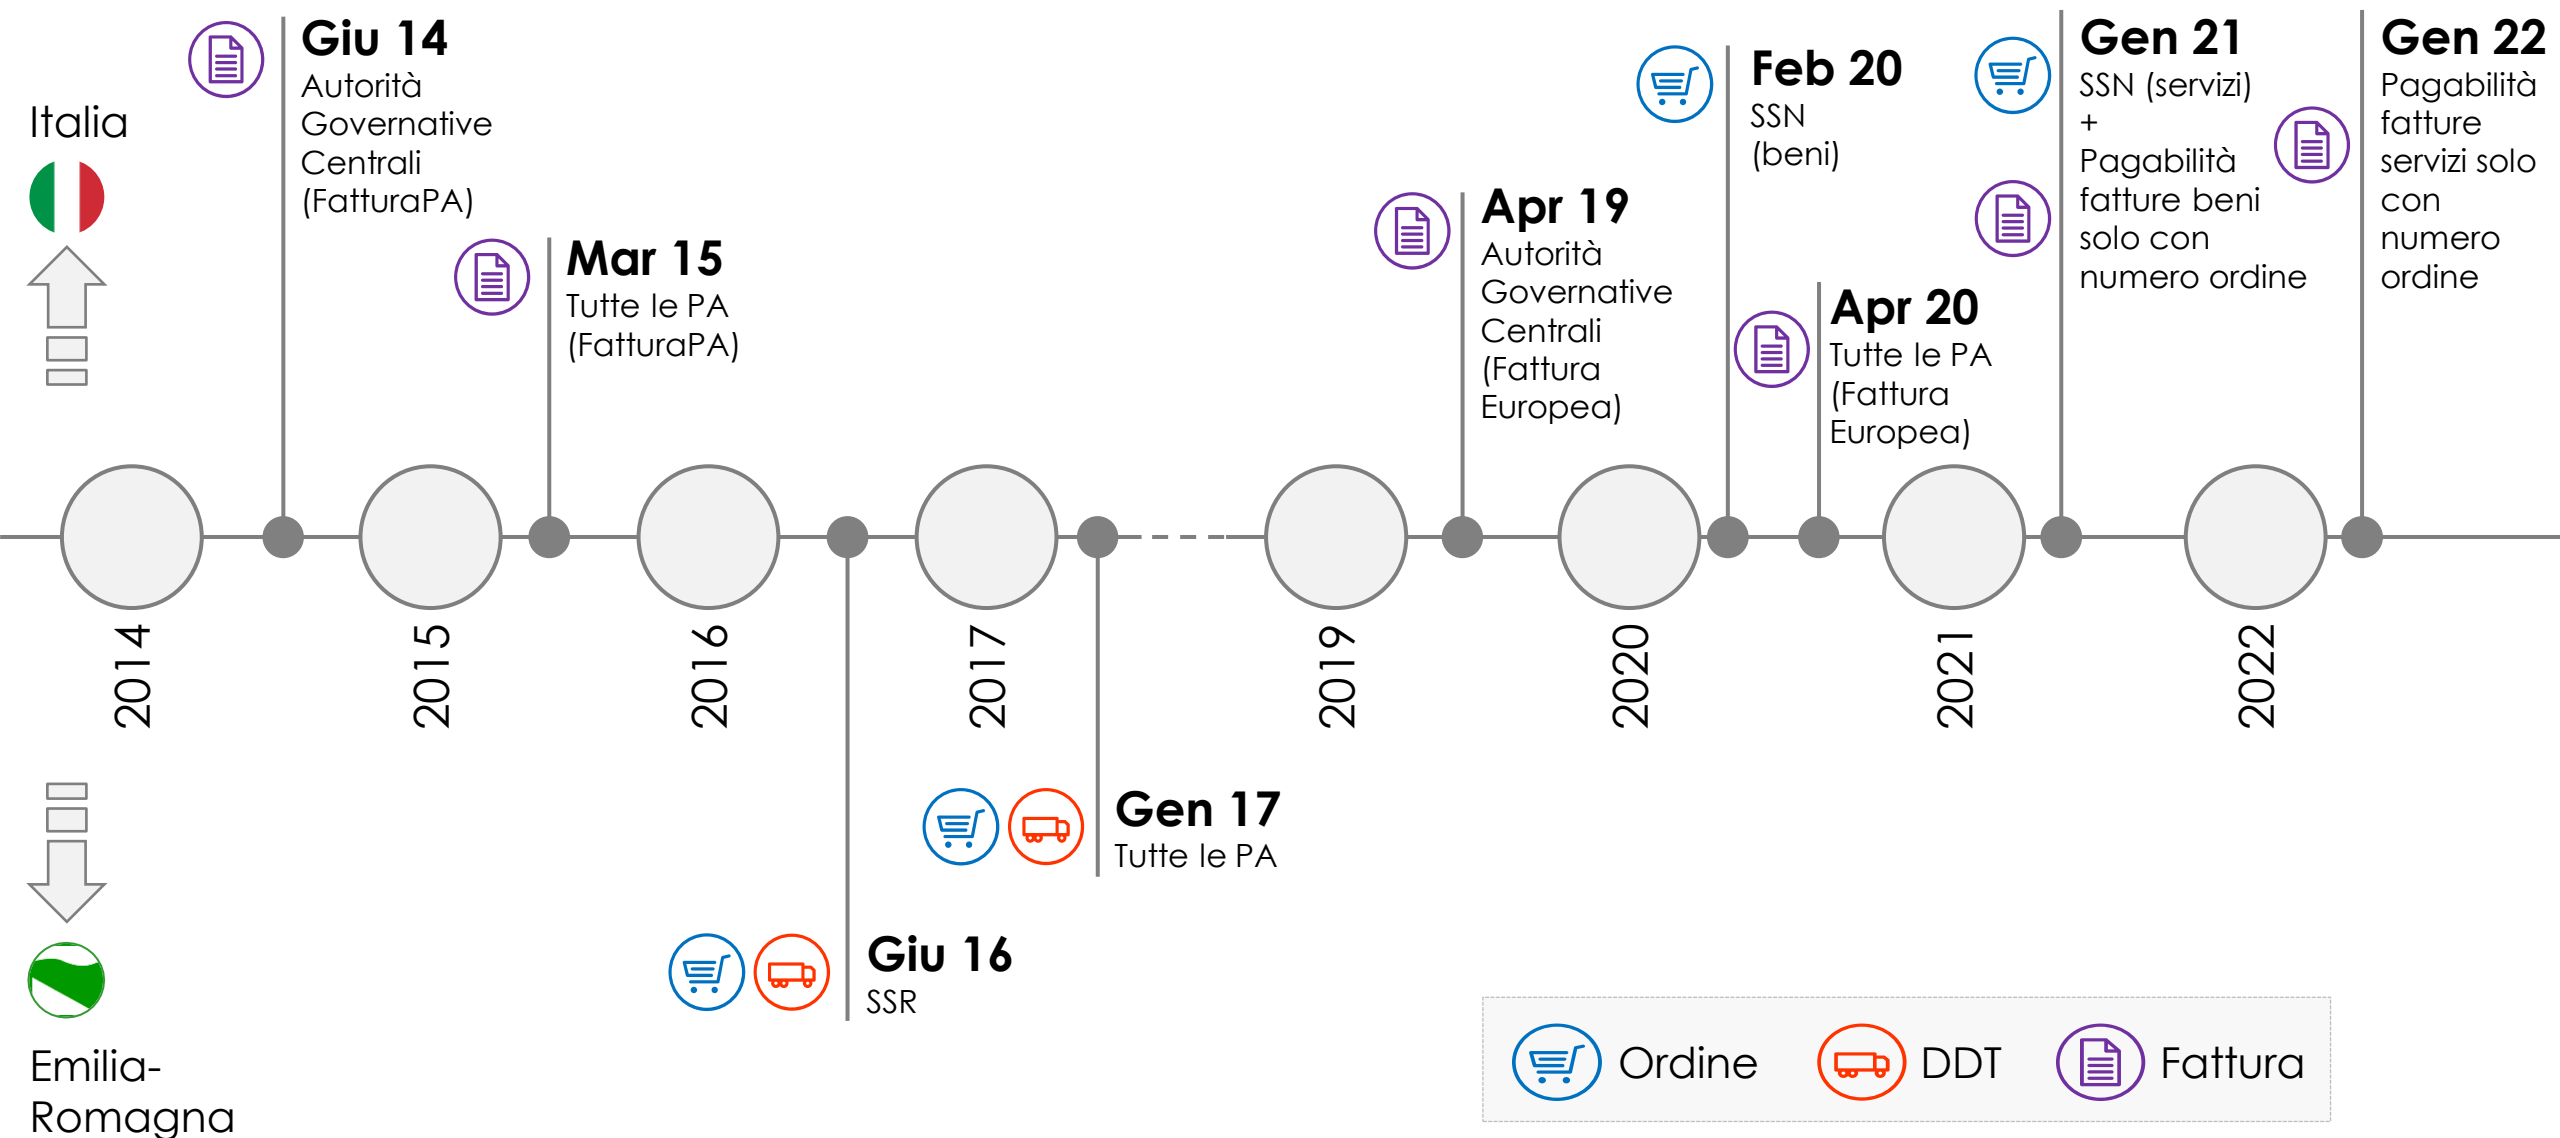 Italia
Giu 14
Autorità
Governative
Centrali
(FatturaPA)
Mar 15
Tutte le PA
(FatturaPA)
Apr 19
Autorità
Governative
Centrali
(Fattura
Europea)
Feb 20
SSN
(beni)
Apr 20
Tutte le PA
(Fattura
Europea)
Gen 21
SSN (servizi)
+
Pagabilità
fatture beni
solo con
numero ordine
Gen 22
Pagabilità
fatture
servizi solo
con
numero
ordine
2014
2015
2016
2017
2019
2020
2021
2022
Gen 17
Tutte le PA
Giu 16
SSR
Emilia-
Romagna
Ordine
DDT
Fattura